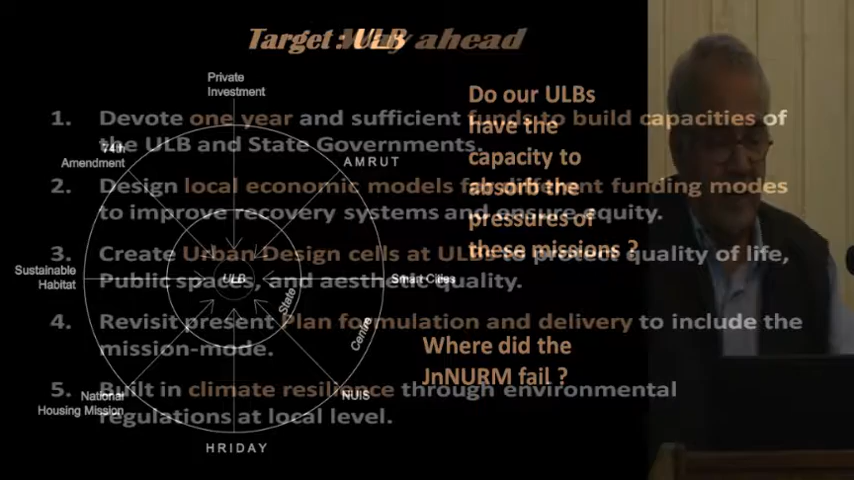 Target : ULB
Way ahead
Private
Investment
74th
Amendment
AMRUT
Sustainable
Habitat
ULB
Smart Cities
State
Centre
National
Housing Mission
NUIS
HRIDAY
Do our ULBs
have the
capacity to
absorb the
pressures of
these missions ?
Where did the
JnNURM fail ?
1. Devote one year and sufficient funds to build capacities of
the ULB and State Governments.
2. Design local economic models for different funding modes
to improve recovery systems and ensure equity.
3. Create Urban Design cells at ULBs to protect quality of life,
Public spaces, and aesthetic quality.
4. Revisit present Plan formulation and delivery to include the
mission-mode.
5. Built in climate resilience through environmental
regulations at local level.